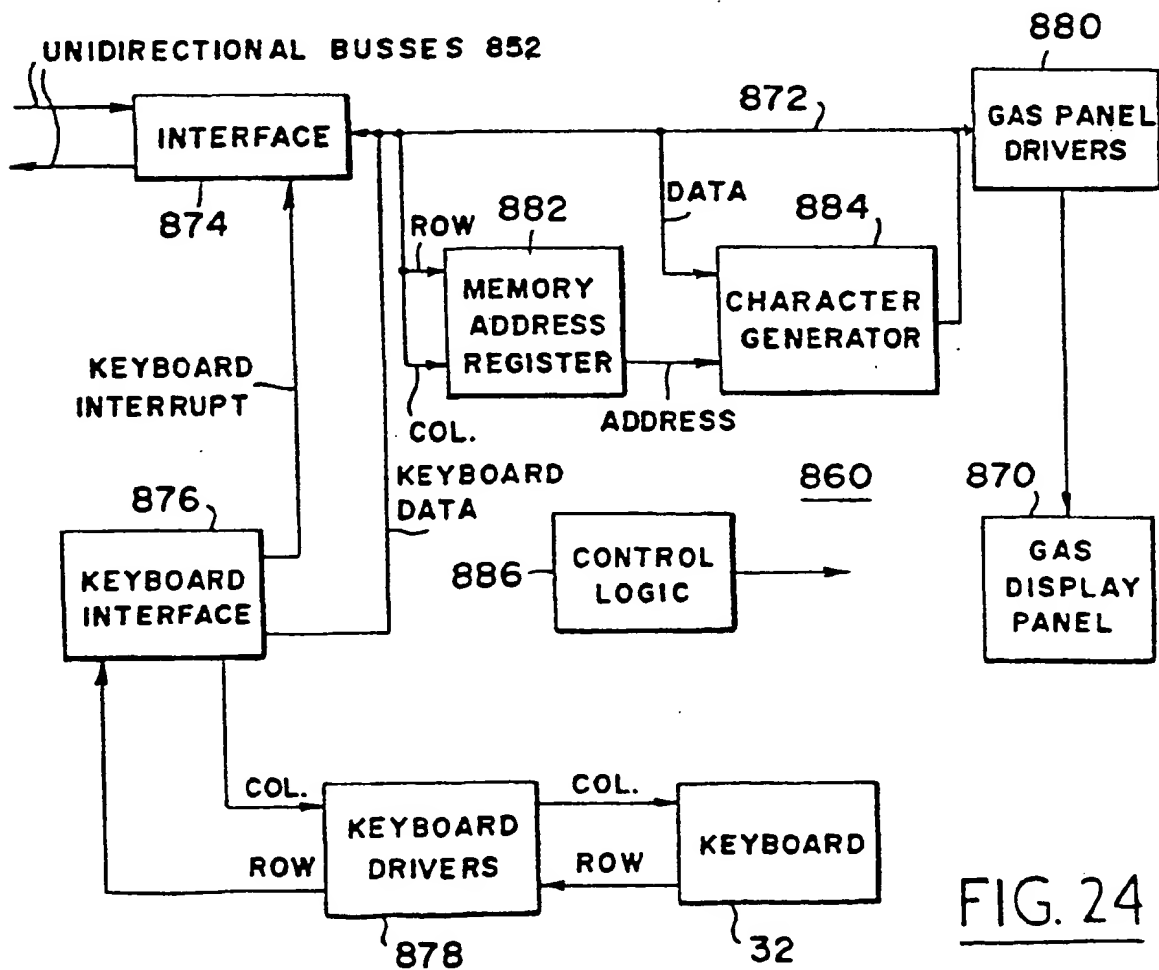 UNIDIRECTIONAL BUSSES 852
880
INTERFACE
874
872
GAS PANEL
DRIVERS
DATA
ROW
882
884
MEMORY
ADDRESS
REGISTER
CHARACTER
GENERATOR
KEYBOARD
INTERRUPT
COL.
ADDRESS
KEYBOARD
DATA
860
876
870
KEYBOARD
INTERFACE
886
CONTROL
LOGIC
GAS
DISPLAY
PANEL
COL.
COL.
KEYBOARD
DRIVERS
KEYBOARD
ROW
ROW
878
32
FIG. 24